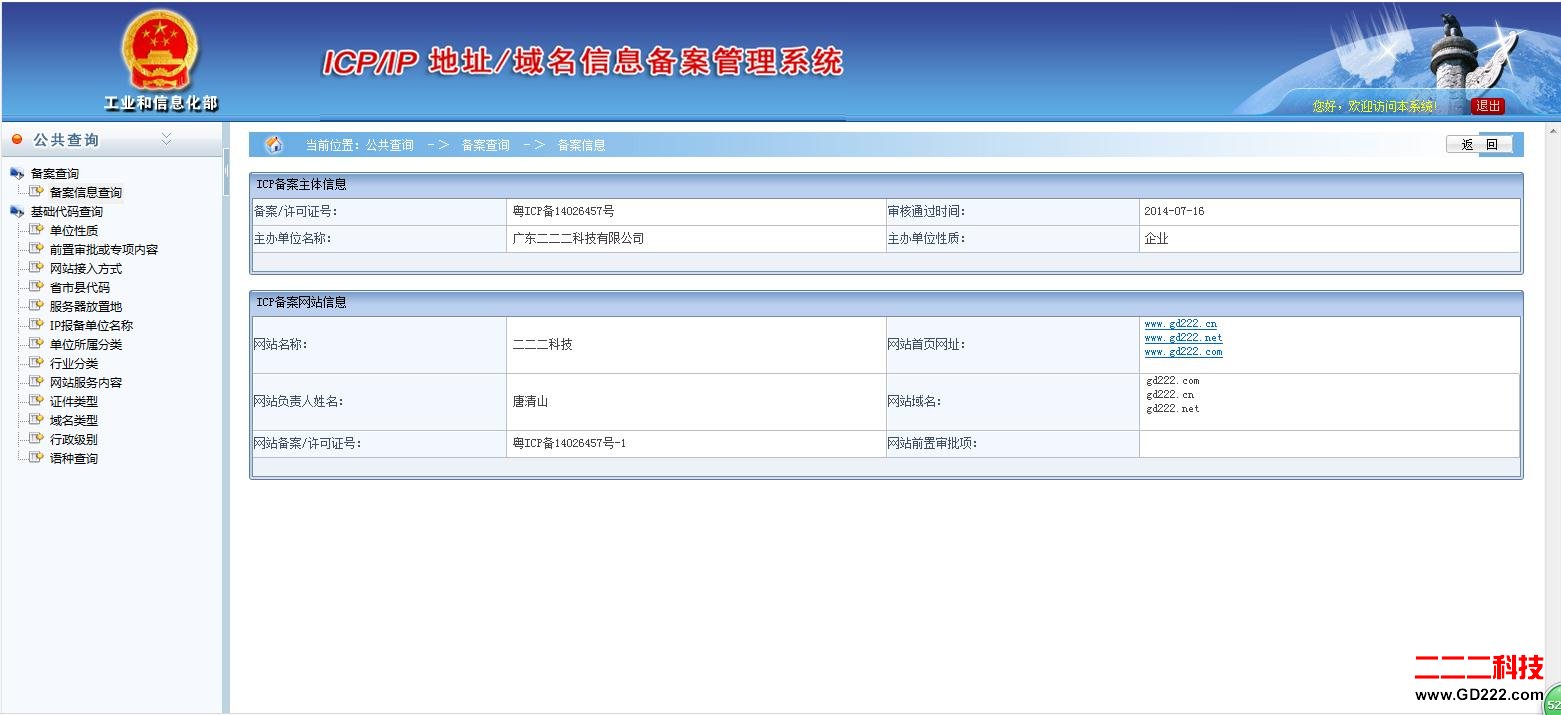 工业和信息化部
ICP/IP 地址/域名信息备案管理系统
您好，欢迎访问本系统!
退出
公共查询
备案查询
备案信息查询
基础代码查询
单位性质
前置审批或专项内容
网站接入方式
省市县代码
服务器放置地
IP报备单位名称
单位所属分类
行业分类
网站服务内容
证件类型
域名类型
行政级别
语种查询
当前位置: 公共查询 -> 备案查询 -> 备案信息
返 回
ICP备案主体信息
备案/许可证号: 粤ICP备14026457号 审核通过时间: 2014-07-16
主办单位名称: 广东二二二科技有限公司 主办单位性质: 企业
ICP备案网站信息
网站名称: 二二二科技 网站首页网址: www.gd222.cn
www.gd222.net
www.gd222.com
网站负责人姓名: 唐清山 网站域名: gd222.com
gd222.cn
gd222.net
网站备案/许可证号: 粤ICP备14026457号-1 网站前置审批项:
二二二科技
www.GD222.com
52